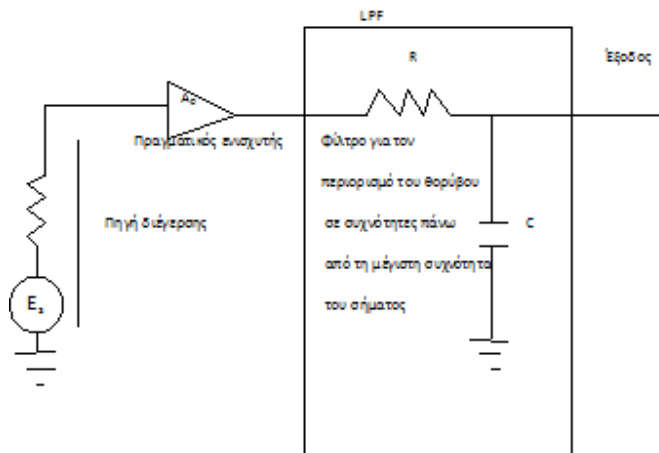 LPF
R
Έξοδος
A₀
Πραγματικός ενισχυτής
Φίλτρο για τον
περιορισμό του θορύβου
Πηγή διέγερσης
σε συχνότητες πάνω
C
από τη μέγιστη συχνότητα
Eₛ
του σήματος